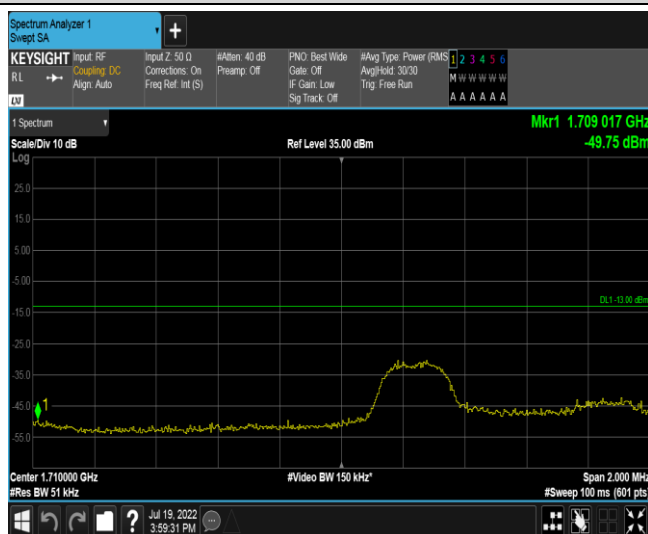 Spectrum Analyzer 1
Swept SA
+
KEYSIGHT
R L
Input: RF
Coupling: DC
Align: Auto
Input Z: 50 Ω
Corrections: On
Freq Ref: Int (S)
#Atten: 40 dB
Preamp: Off
PNO: Best Wide
Gate: Off
IF Gain: Low
Sig Track: Off
#Avg Type: Power (RMS
Avg|Hold: 30/30
Trig: Free Run
1 2 3 4 5 6
M W W W W W
A A A A A A
LXI
1 Spectrum
Scale/Div 10 dB
Ref Level 35.00 dBm
Mkr1 1.709 017 GHz
-49.75 dBm
Log
25.0
15.0
5.00
-5.00
DL1 -13.00 dBm
-15.0
-25.0
-35.0
-45.0
1
-55.0
Center 1.710000 GHz
#Video BW 150 kHz*
Span 2.000 MHz
#Res BW 51 kHz
#Sweep 100 ms (601 pts)
?
Jul 19, 2022
3:59:31 PM